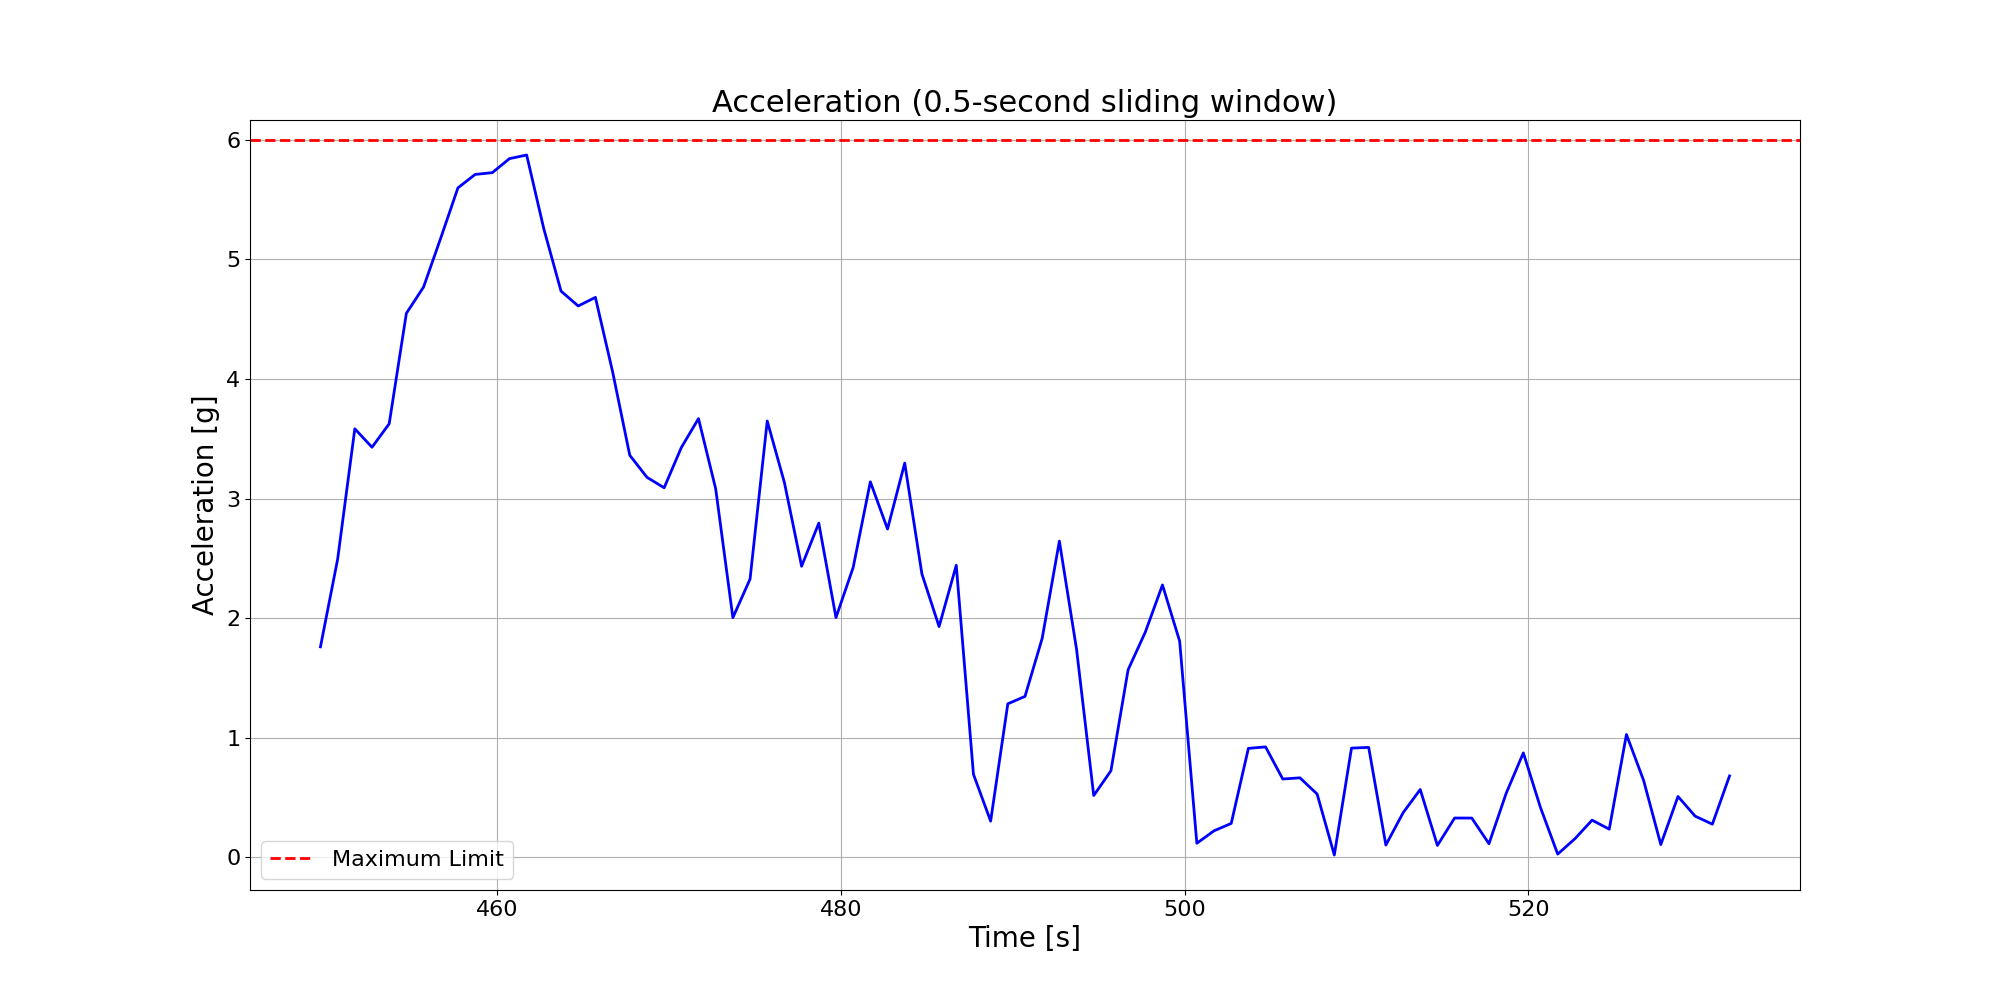 Acceleration (0.5-second sliding window)
Acceleration [g]
6
5
4
3
2
1
0
Maximum Limit
460 480 500 520
Time [s]